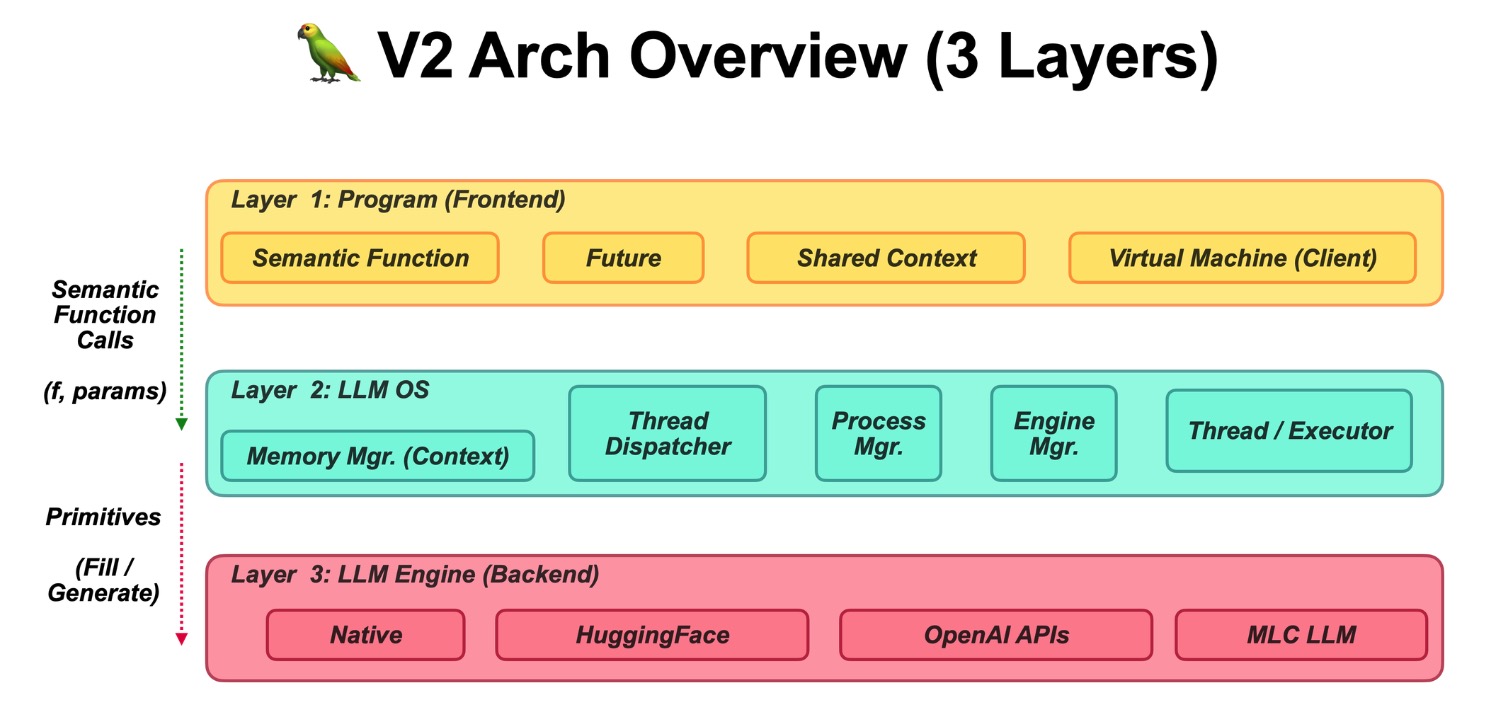 V2 Arch Overview (3 Layers)
Layer 1: Program (Frontend)
Semantic Function
Future
Shared Context
Virtual Machine (Client)
Semantic
Function
Calls
(f, params)
Layer 2: LLM OS
Memory Mgr. (Context)
Thread
Dispatcher
Process
Mgr.
Engine
Mgr.
Thread / Executor
Primitives
(Fill /
Generate)
Layer 3: LLM Engine (Backend)
Native
HuggingFace
OpenAI APIs
MLC LLM